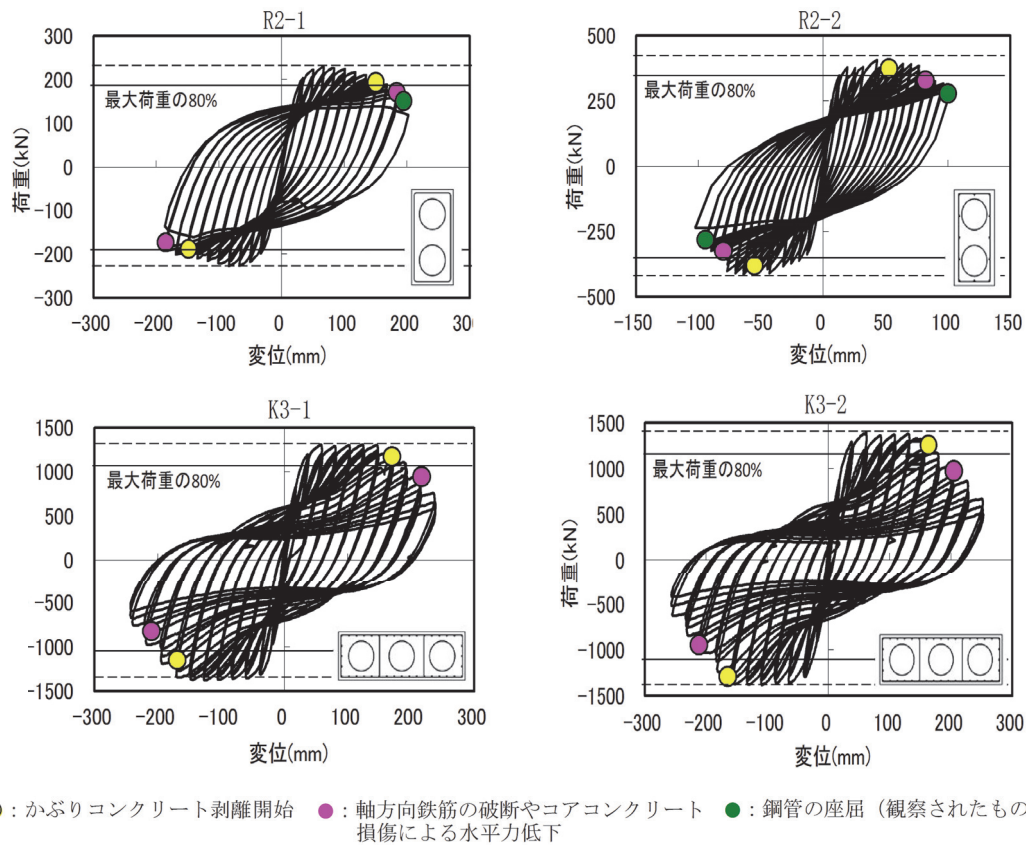 R2-1
300
200
100
0
-100
-200
-300
荷重(kN)
最大荷重の80%
-300 -200 -100 0 100 200
変位(mm)
R2-2
500
250
0
-250
-500
荷重(kN)
最大荷重の80%
-150 -100 -50 0 50 100 150
変位(mm)
K3-1
1500
1000
500
0
-500
-1000
-1500
荷重(kN)
最大荷重の80%
-300 -200 -100 0 100 200 300
変位(mm)
K3-2
1500
1000
500
0
-500
-1000
-1500
荷重(kN)
最大荷重の80%
-300 -200 -100 0 100 200 300
変位(mm)
：かぶりコンクリート剥離開始 ：軸方向鉄筋の破断やコアコンクリート ：鋼管の座屈（観察されたもの
損傷による水平力低下